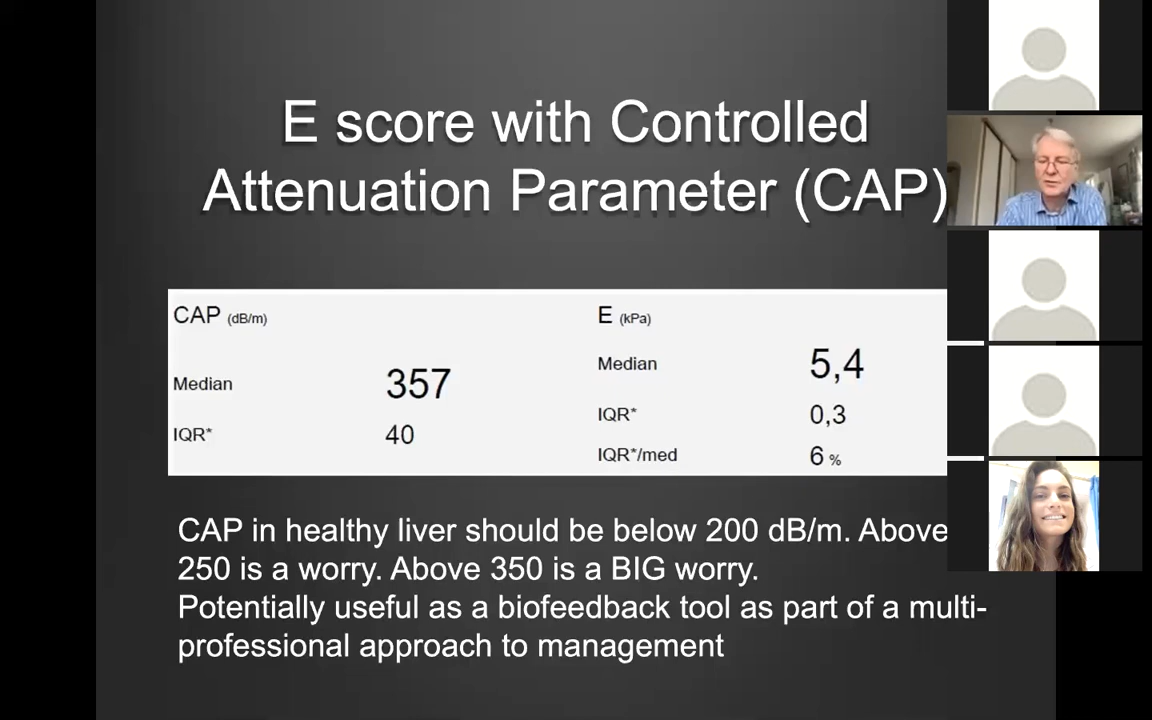 E score with Controlled
Attenuation Parameter (CAP)
CAP (dB/m)
Median 357
IQR* 40
E (kPa)
Median 5,4
IQR* 0,3
IQR*/med 6 %
CAP in healthy liver should be below 200 dB/m. Above
250 is a worry. Above 350 is a BIG worry.
Potentially useful as a biofeedback tool as part of a multi-
professional approach to management